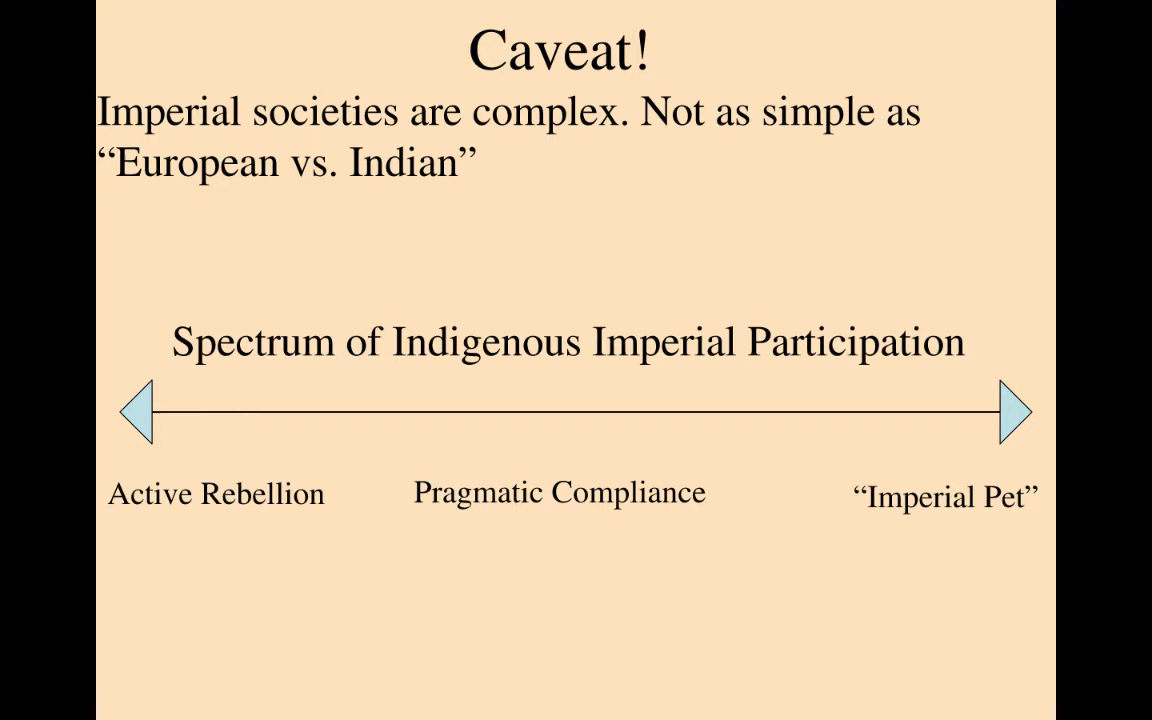 Caveat!
Imperial societies are complex. Not as simple as
“European vs. Indian”
Spectrum of Indigenous Imperial Participation
Active Rebellion
Pragmatic Compliance
“Imperial Pet”